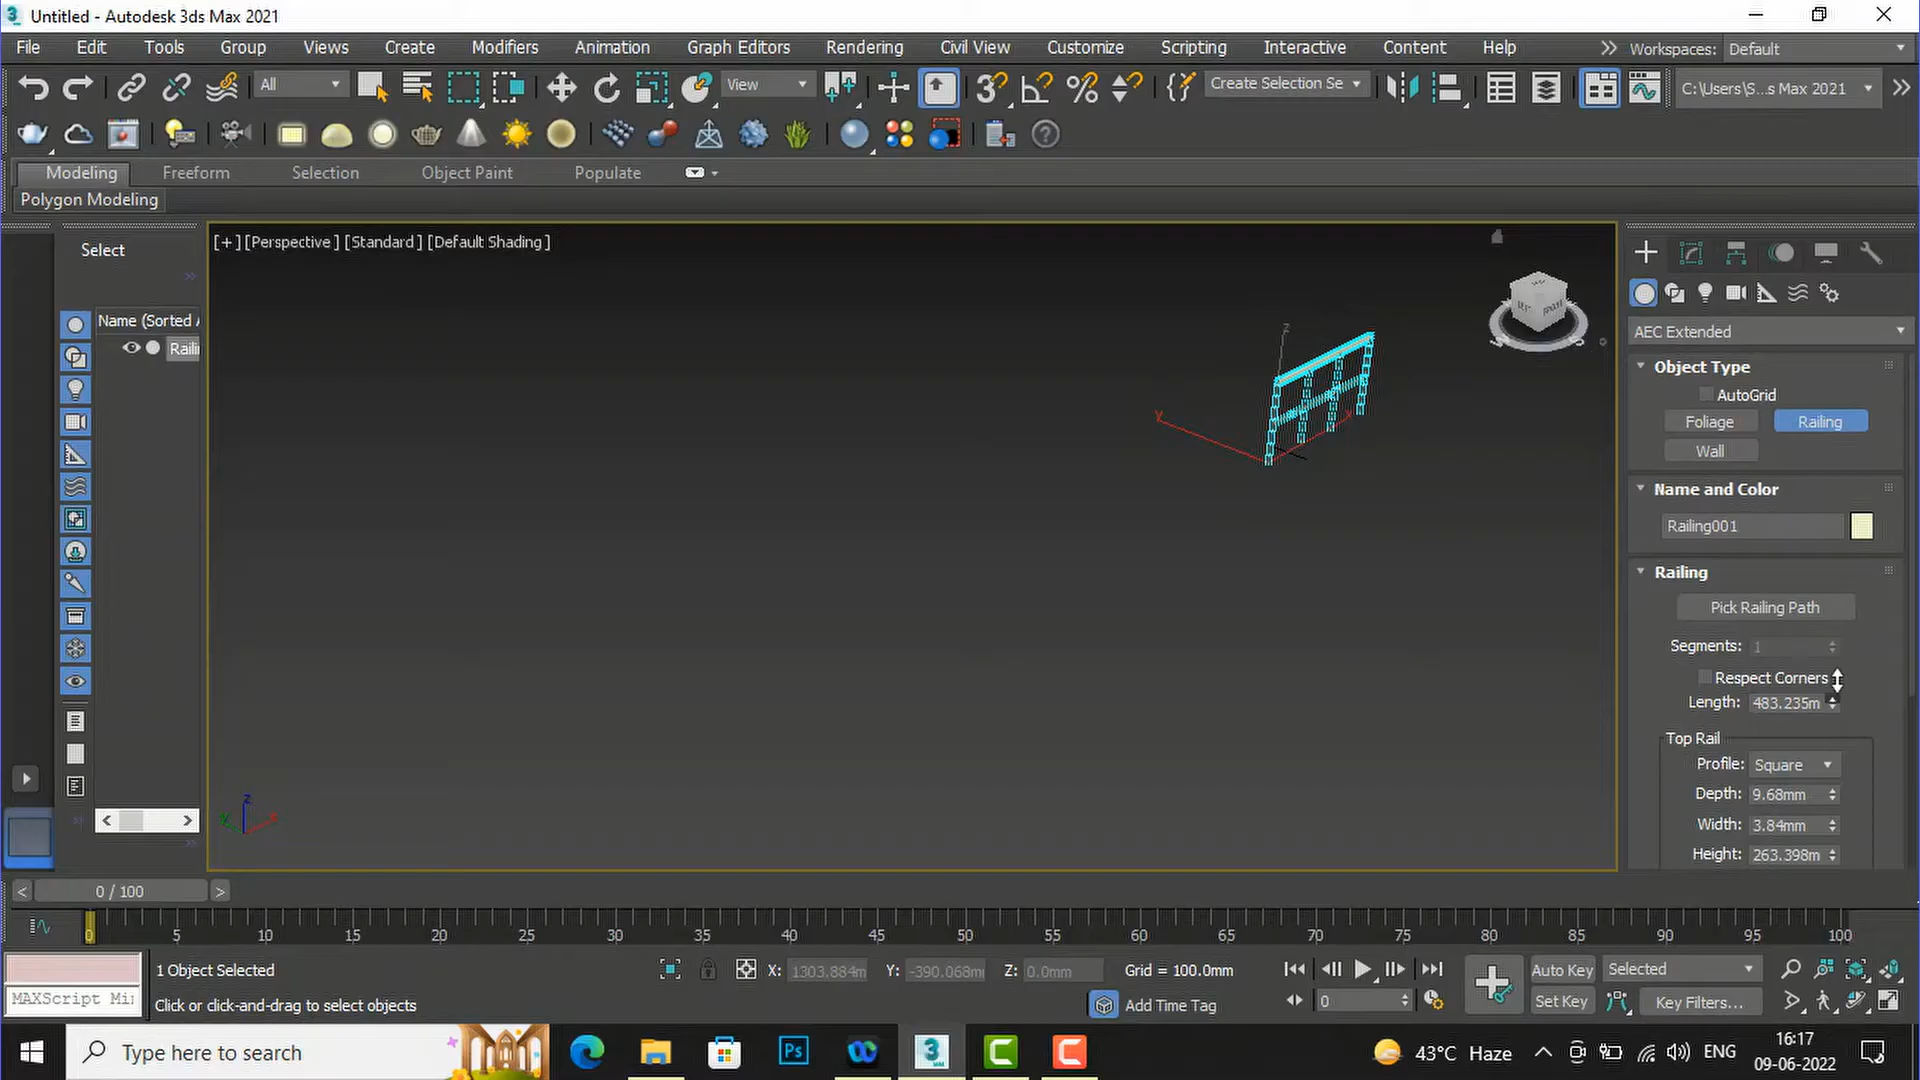 Untitled - Autodesk 3ds Max 2021
File Edit Tools Group Views Create Modifiers Animation Graph Editors Rendering Civil View Customize Scripting Interactive Content Help Workspaces: Default
All View Create Selection Se C:\Users\S...s Max 2021
Modeling Freeform Selection Object Paint Populate
Polygon Modeling
Select
[+] [Perspective] [Standard] [Default Shading]
Name (Sorted A
Raili
AEC Extended
Object Type
AutoGrid
Foliage Railing
Wall
Name and Color
Railing001
Railing
Pick Railing Path
Segments: 1
Respect Corners
Length: 483.235m
Top Rail
Profile: Square
Depth: 9.68mm
Width: 3.84mm
Height: 263.398m
z
y
x
z
0 / 100
0 5 10 15 20 25 30 35 40 45 50 55 60 65 70 75 80 85 90 95 100
1 Object Selected X: 1303.884m Y: -390.068m Z: 0.0mm Grid = 100.0mm Auto Key Selected
MAXScript Mi Click or click-and-drag to select objects Add Time Tag 0 Set Key Key Filters...
Type here to search
Ps
3
C
C
43°C Haze ENG
16:17
09-06-2022